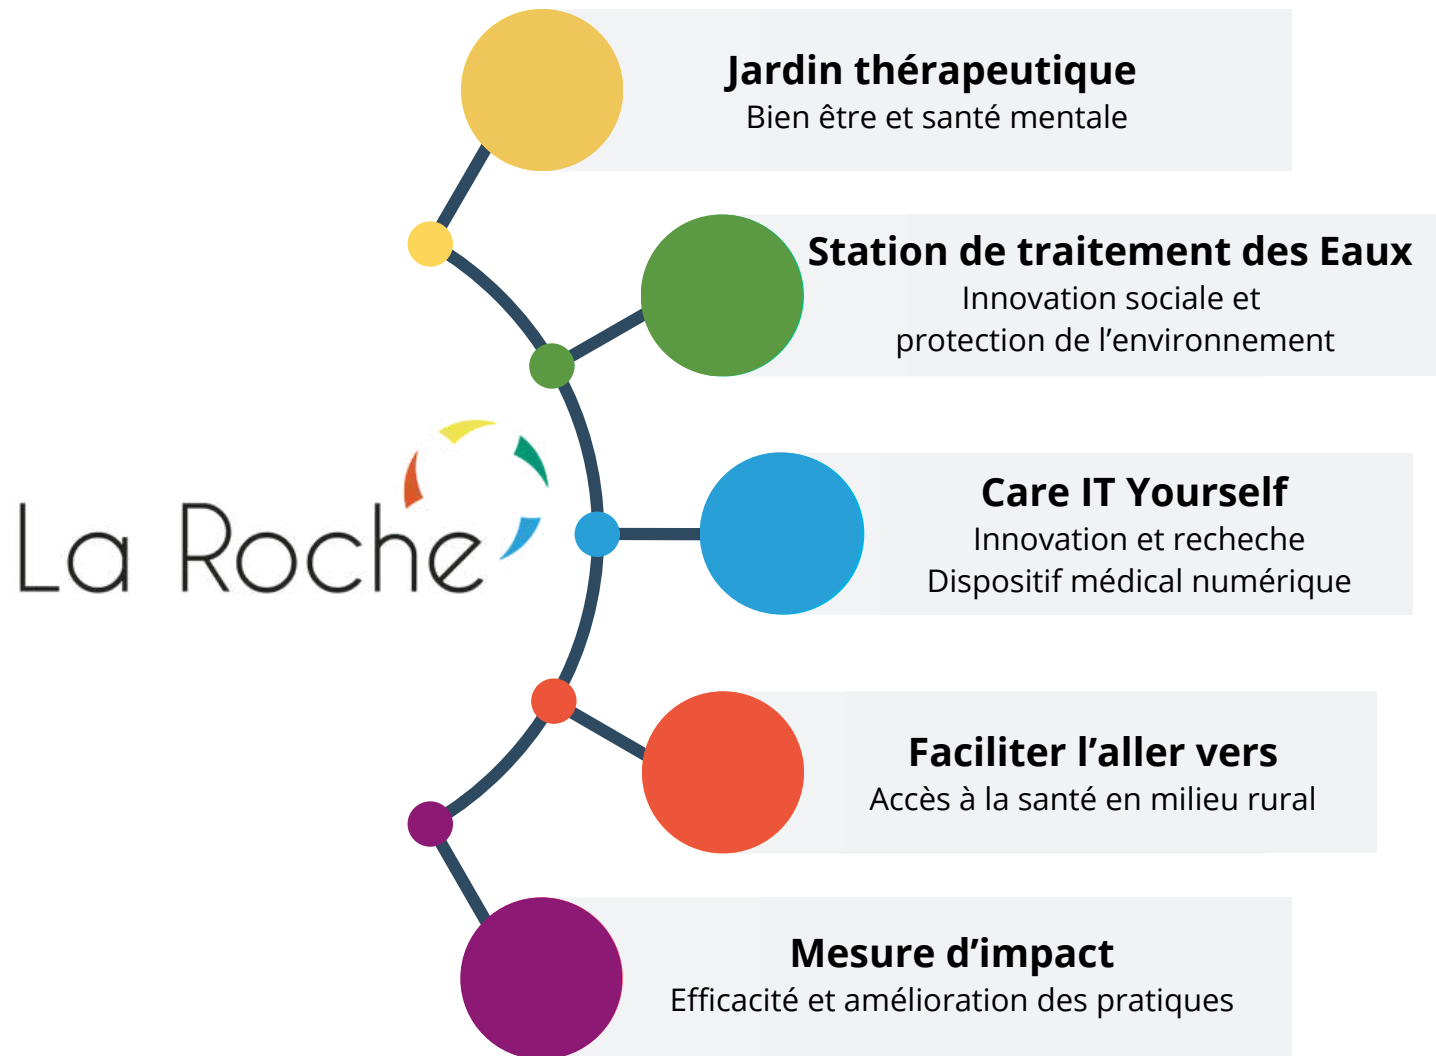 Jardin thérapeutique
Bien être et santé mentale
Station de traitement des Eaux
Innovation sociale et
protection de l’environnement
La Roche
Care IT Yourself
Innovation et recheche
Dispositif médical numérique
Faciliter l’aller vers
Accès à la santé en milieu rural
Mesure d’impact
Efficacité et amélioration des pratiques